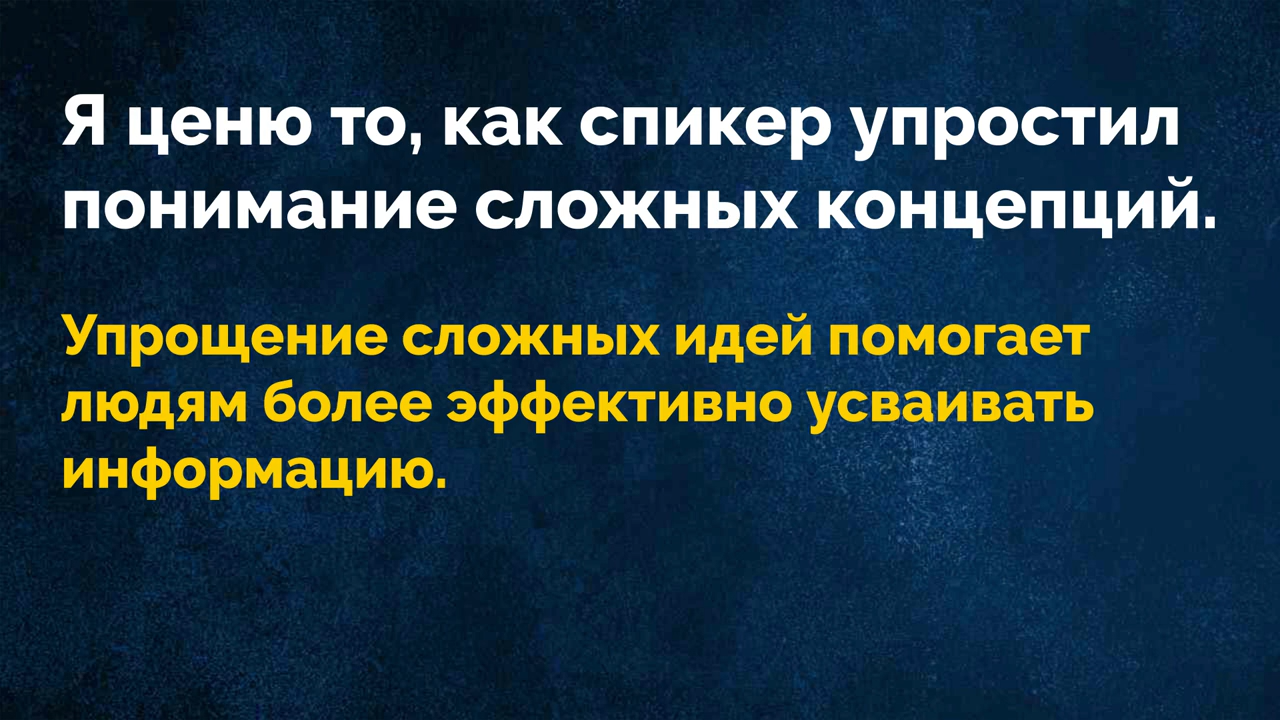 Я ценю то, как спикер упростил
понимание сложных концепций.
Упрощение сложных идей помогает
людям более эффективно усваивать
информацию.